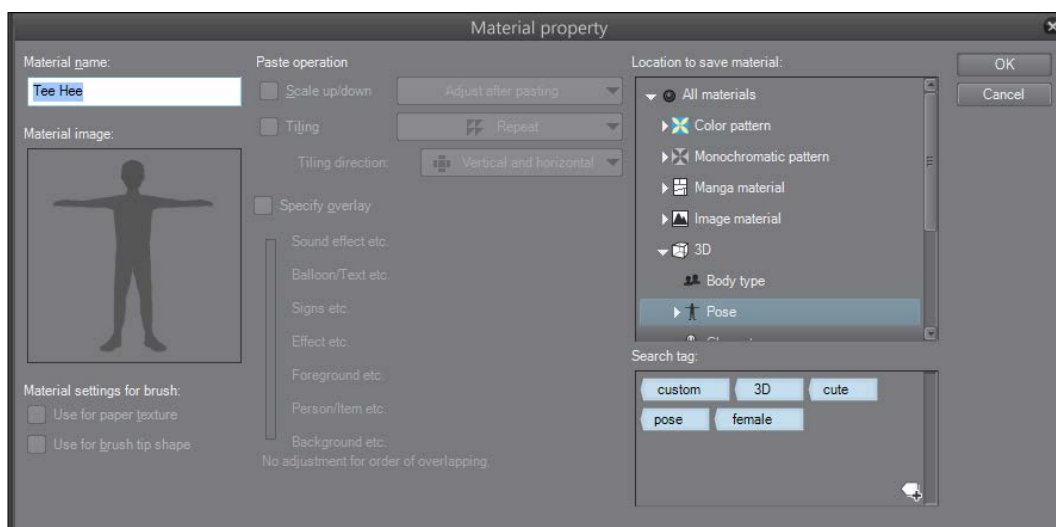 Material property
Material name:
Tee Hee
Material image:
Material settings for brush:
Use for paper texture
Use for brush tip shape
Paste operation
Scale up/down
Adjust after pasting
Tiling
Repeat
Tiling direction:
Vertical and horizontal
Specify overlay
Sound effect etc.
Balloon/Text etc.
Signs etc.
Effect etc.
Foreground etc.
Person/Item etc.
Background etc.
No adjustment for order of overlapping.
Location to save material:
All materials
Color pattern
Monochromatic pattern
Manga material
Image material
3D
Body type
Pose
Search tag:
custom 3D cute
pose female
OK
Cancel